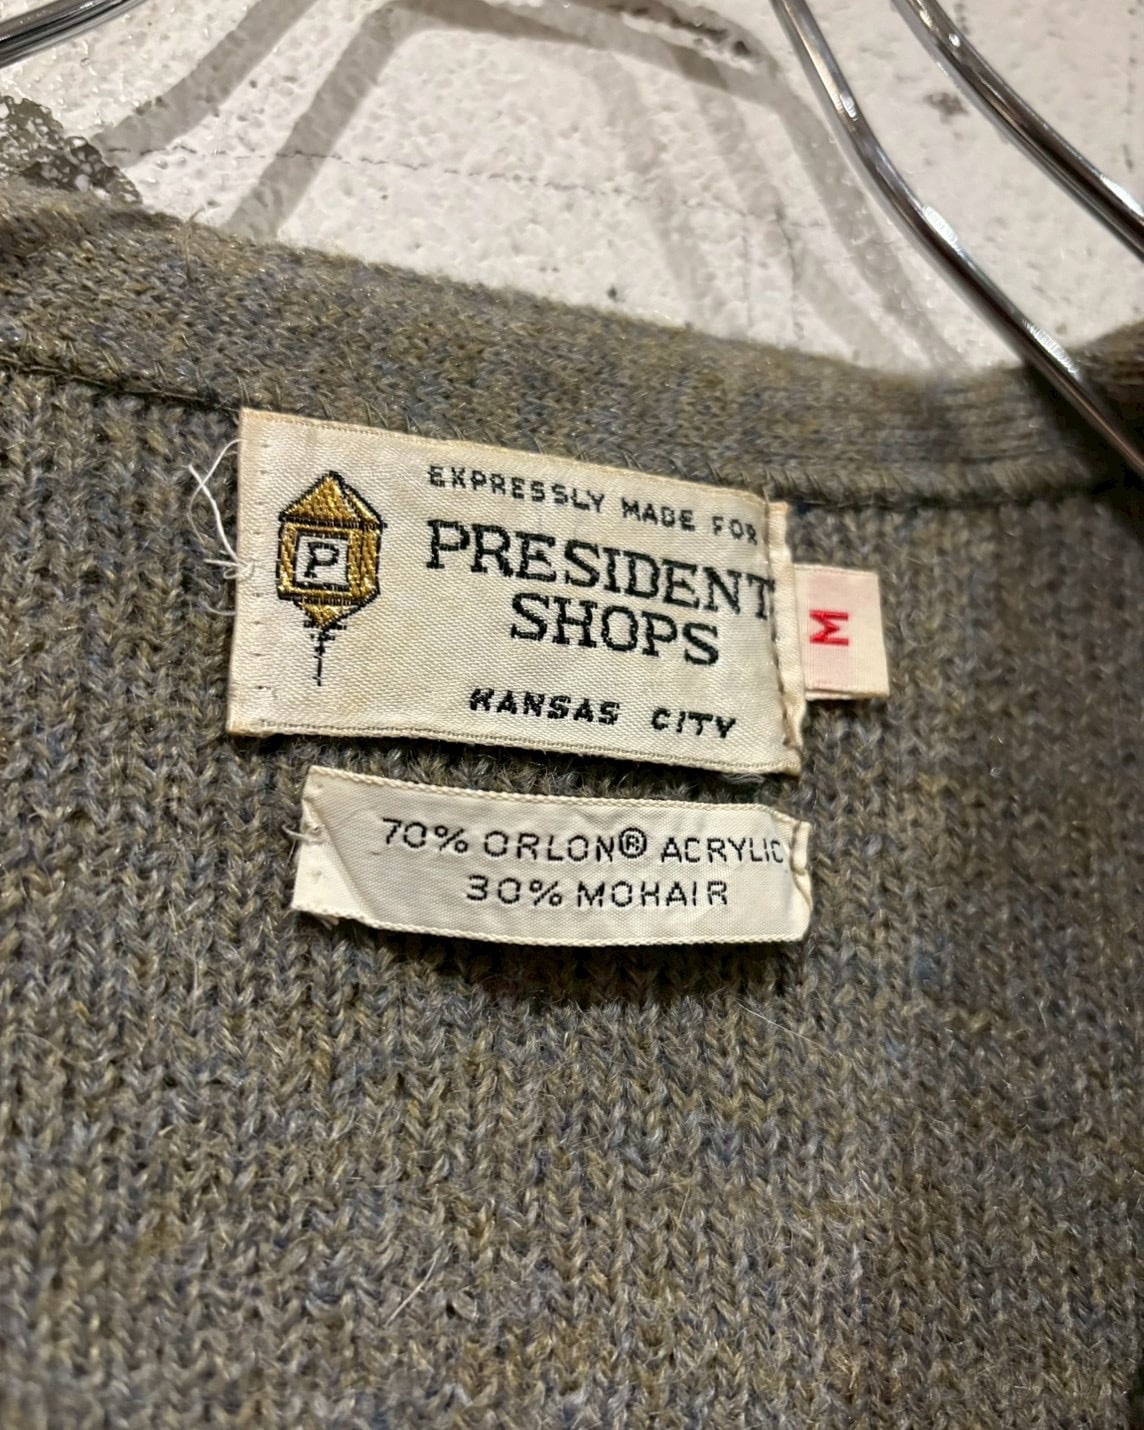 EXPRESSLY MADE FOR
PRESIDENT
SHOPS
KANSAS CITY
P
M
70% ORLON® ACRYLIC
30% MOHAIR